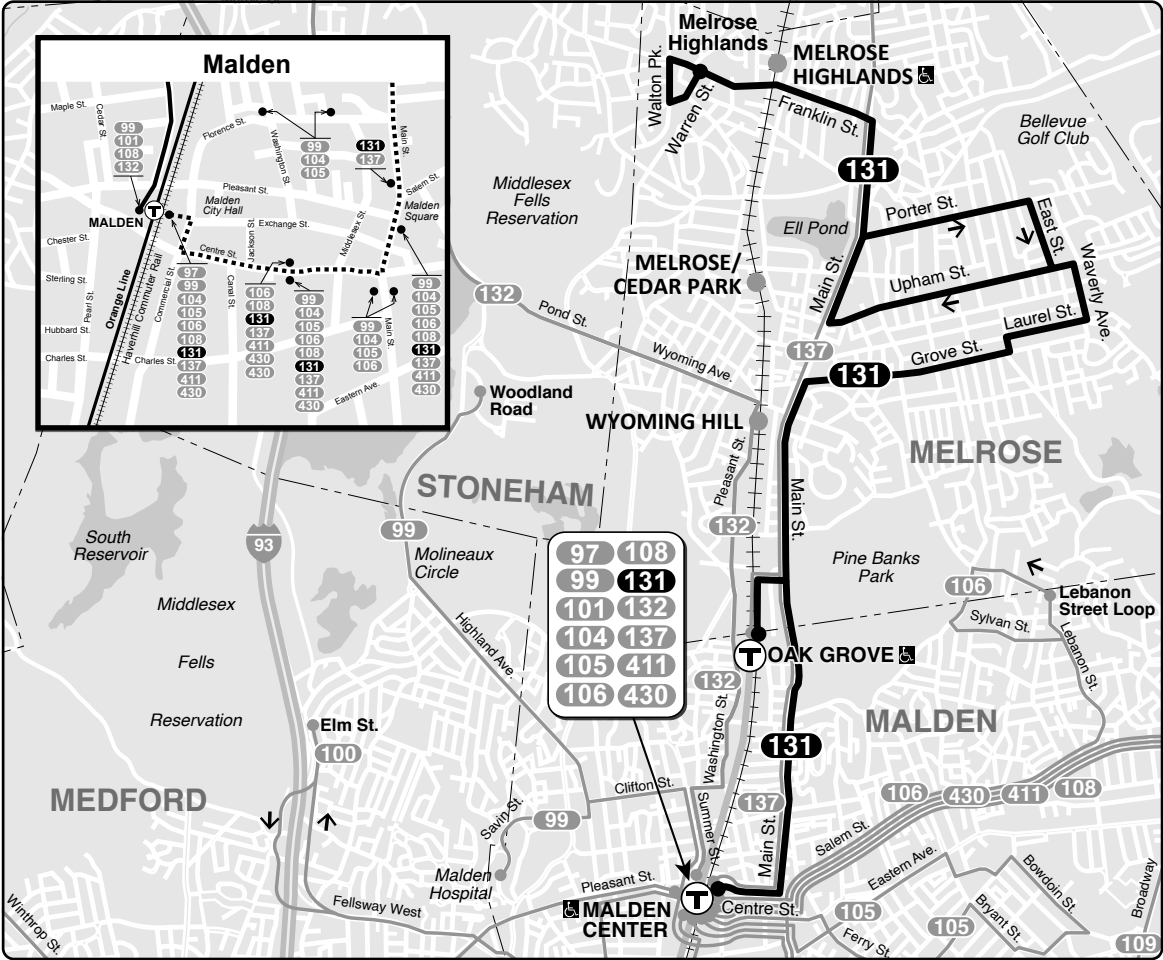 Malden
Maple St.
Cedar St.
99
101
108
132
Florence St.
Washington St.
99
104
105
131
137
Main St.
Salem St.
Pleasant St.
Malden
City Hall
Malden
Square
MALDEN
T
Exchange St.
Jackson St.
Middlesex St.
Chester St.
Centre St.
Sterling St.
Pearl St.
Orange Line
Haverhill Commuter Rail
Commercial St.
Canal St.
Hubbard St.
Charles St.
Charles St.
Main St.
Eastern Ave.
97
99
104
105
106
108
131
137
411
430
106
108
131
137
411
430
99
104
105
106
108
131
137
411
430
99
104
105
106
99
104
105
106
108
131
137
411
430
Melrose
Highlands
MELROSE
HIGHLANDS
Walton Pk.
Warren St.
Franklin St.
Bellevue
Golf Club
131
Middlesex
Fells
Reservation
Ell Pond
Porter St.
East St.
Upham St.
Waverly Ave.
Main St.
Laurel St.
MELROSE/
CEDAR PARK
132
Pond St.
Wyoming Ave.
137
Grove St.
131
Woodland
Road
WYOMING HILL
MELROSE
STONEHAM
Pleasant St.
Main St.
132
99
93
South
Reservoir
Molineaux
Circle
97 108
99 131
101 132
104 137
105 411
106 430
Pine Banks
Park
106
Lebanon
Street Loop
Sylvan St.
Lebanon St.
Middlesex
Fells
Reservation
Highland Ave.
T
OAK GROVE
132
Washington St.
MALDEN
Elm St.
100
131
MEDFORD
Clifton St.
Savin St.
99
Summer St.
137
Main St.
106
430
411
108
Salem St.
Malden
Hospital
Pleasant St.
T
MALDEN
CENTER
Centre St.
Eastern Ave.
Bowdoin St.
Bryant St.
Broadway
105
105
Ferry St.
109
Fellsway West
Winthrop St.